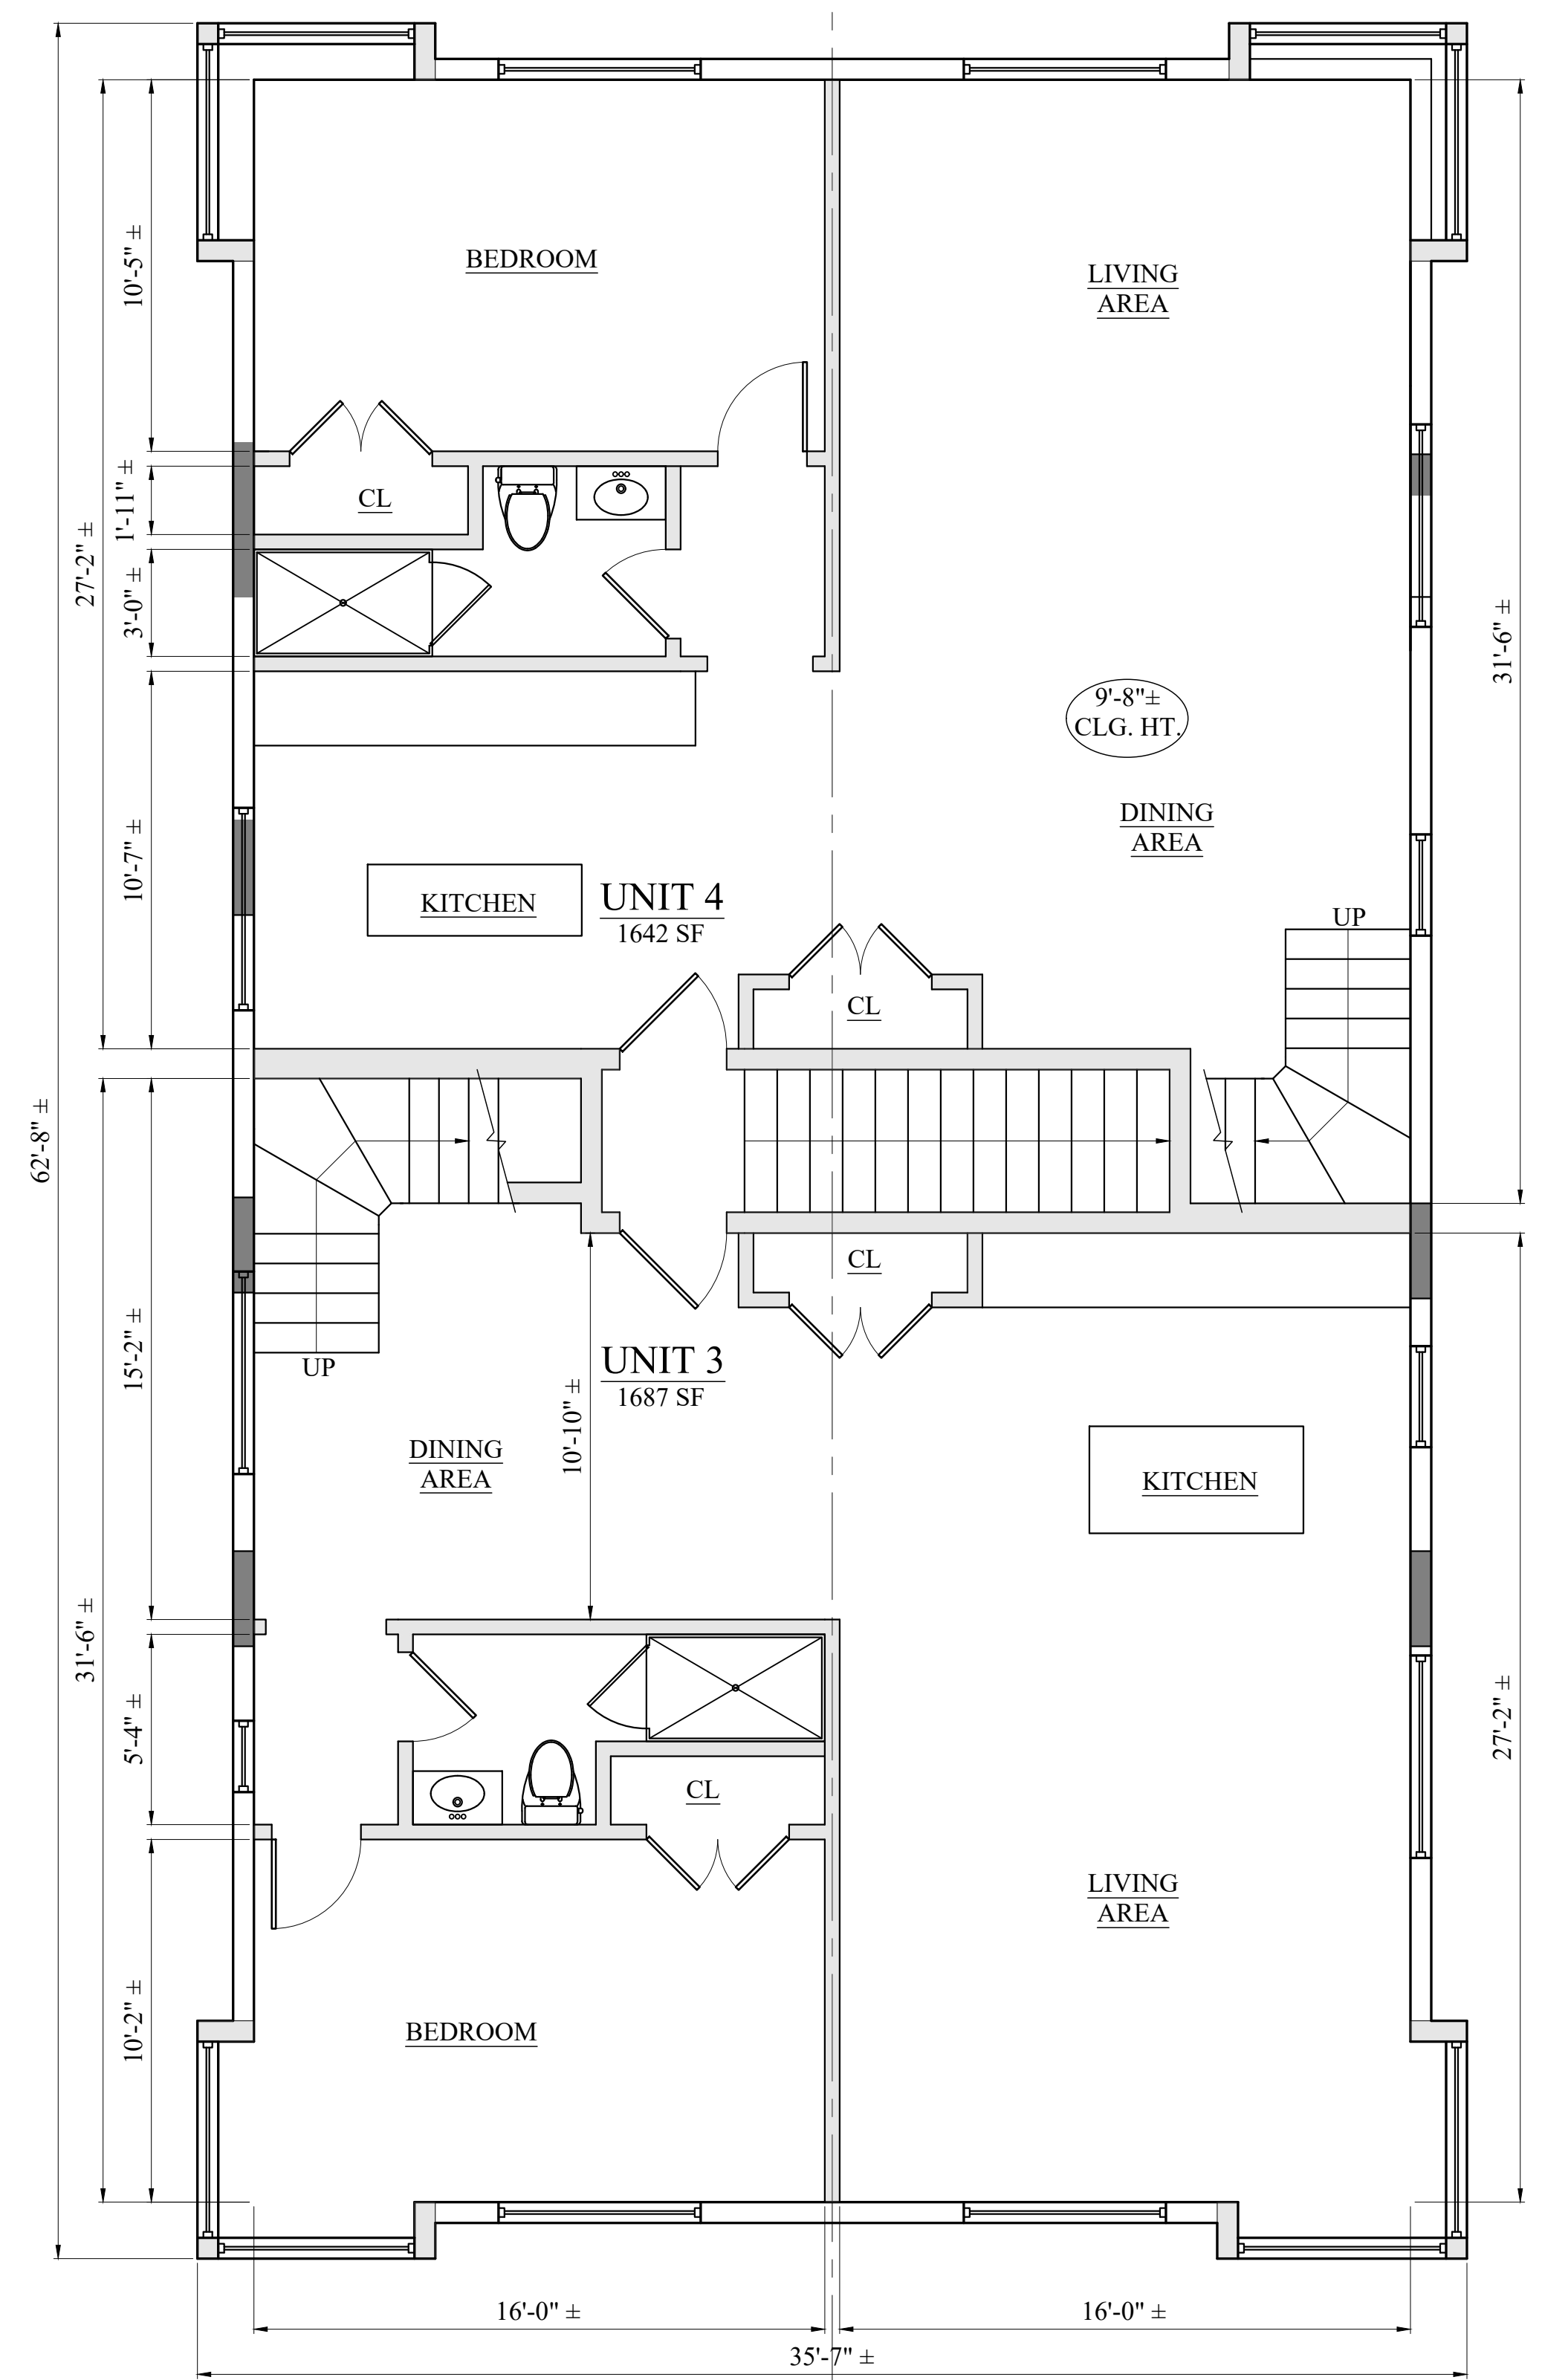 BEDROOM
LIVING
AREA
10'-5" ±
1'-11" ±
CL
27'-2" ±
3'-0" ±
31'-6" ±
9'-8"±
CLG. HT.
DINING
AREA
10'-7" ±
KITCHEN
UNIT 4
1642 SF
UP
CL
62'-8" ±
CL
15'-2" ±
UP
UNIT 3
1687 SF
10'-10" ±
DINING
AREA
KITCHEN
31'-6" ±
5'-4" ±
27'-2" ±
CL
LIVING
AREA
10'-2" ±
BEDROOM
16'-0" ±
16'-0" ±
35'-7" ±